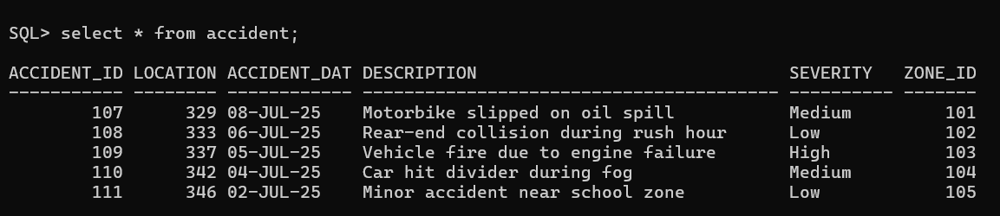 SQL> select * from accident;
ACCIDENT_ID LOCATION ACCIDENT_DAT DESCRIPTION                              SEVERITY   ZONE_ID
----------- -------- ------------ ---------------------------------------- ---------- -------
        107      329 08-JUL-25    Motorbike slipped on oil spill           Medium         101
        108      333 06-JUL-25    Rear-end collision during rush hour      Low            102
        109      337 05-JUL-25    Vehicle fire due to engine failure       High           103
        110      342 04-JUL-25    Car hit divider during fog               Medium         104
        111      346 02-JUL-25    Minor accident near school zone          Low            105